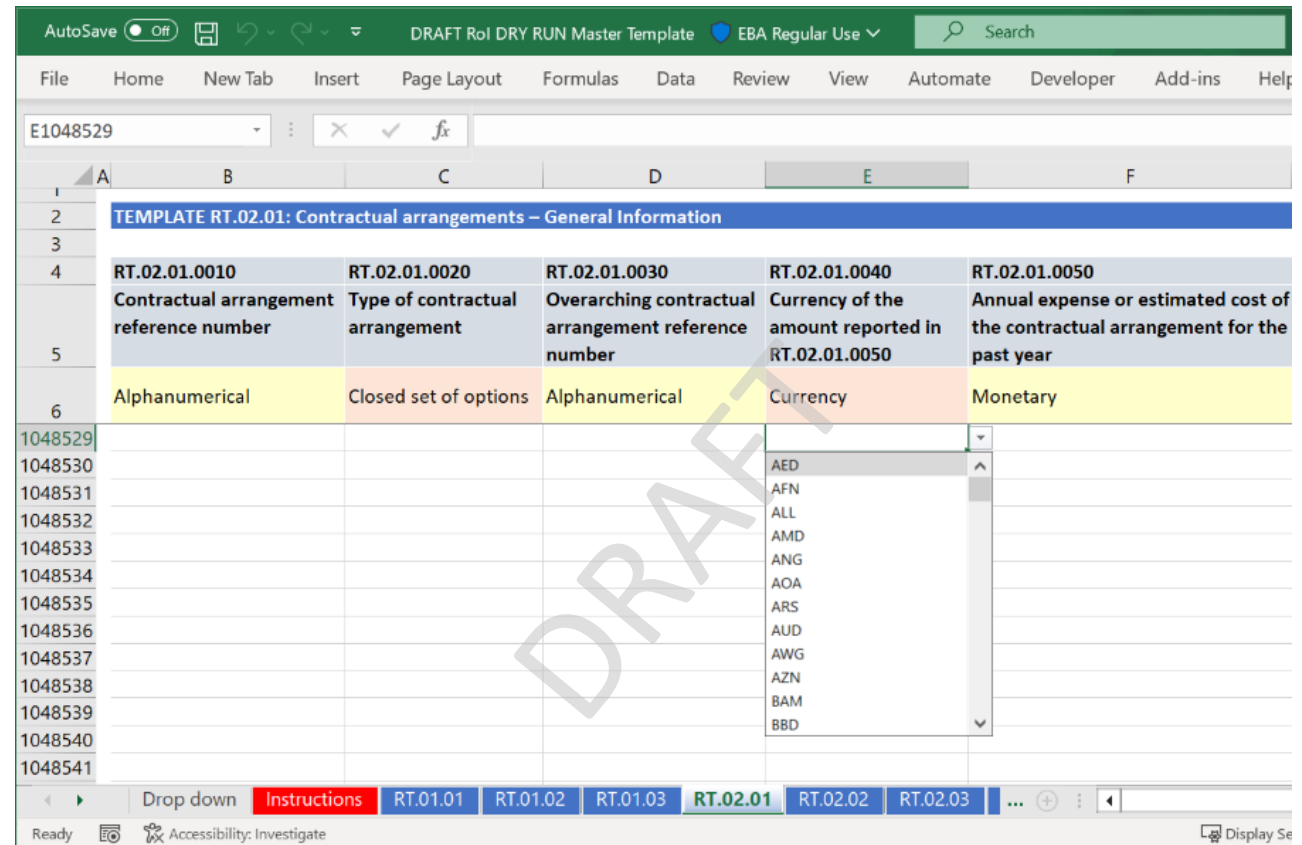 AutoSave Off DRAFT RoI DRY RUN Master Template EBA Regular Use Search
File Home New Tab Insert Page Layout Formulas Data Review View Automate Developer Add-ins Help
E1048529 fx
A B C D E F
1
2 TEMPLATE RT.02.01: Contractual arrangements – General Information
3
4 RT.02.01.0010 RT.02.01.0020 RT.02.01.0030 RT.02.01.0040 RT.02.01.0050
Contractual arrangement Type of contractual Overarching contractual Currency of the Annual expense or estimated cost of
reference number arrangement arrangement reference amount reported in the contractual arrangement for the
5 number RT.02.01.0050 past year
6 Alphanumerical Closed set of options Alphanumerical Currency Monetary
1048529
1048530 AED
1048531 AFN
1048532 ALL
1048533 AMD
1048534 ANG
AOA
1048535 ARS
1048536 AUD
1048537 AWG
1048538 AZN
1048539 BAM
1048540 BBD
1048541
DRAFT
Drop down Instructions RT.01.01 RT.01.02 RT.01.03 RT.02.01 RT.02.02 RT.02.03 ...
Ready Accessibility: Investigate Display Se